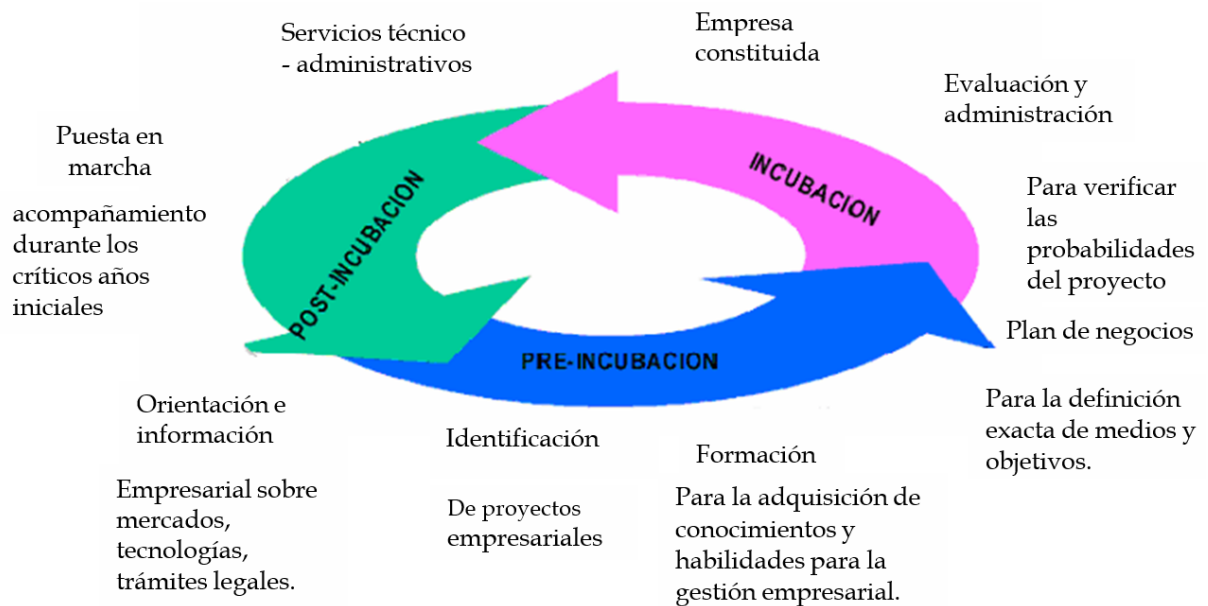 Servicios técnico
- administrativos
Empresa
constituida
Evaluación y
administración
Puesta en
marcha
acompañamiento
durante los
críticos años
iniciales
Para verificar
las
probabilidades
del proyecto
Plan de negocios
Para la definición
exacta de medios y
objetivos.
INCUBACION
POST-INCUBACION
PRE-INCUBACION
Orientación e
información
Empresarial sobre
mercados,
tecnologías,
trámites legales.
Identificación
De proyectos
empresariales
Formación
Para la adquisición de
conocimientos y
habilidades para la
gestión empresarial.